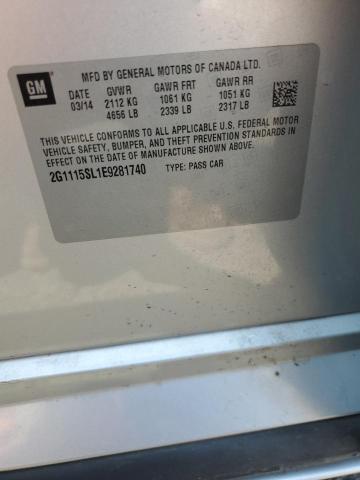 GM
MFD BY GENERAL MOTORS OF CANADA LTD.
DATE GVWR GAWR FRT GAWR RR
03/14 2112 KG 1061 KG 1051 KG
4656 LB 2339 LB 2317 LB
THIS VEHICLE CONFORMS TO ALL APPLICABLE U.S. FEDERAL MOTOR
VEHICLE SAFETY, BUMPER, AND THEFT PREVENTION STANDARDS IN
EFFECT ON THE DATE OF MANUFACTURE SHOWN ABOVE.
2G1115SL1E9281740 TYPE: PASS CAR